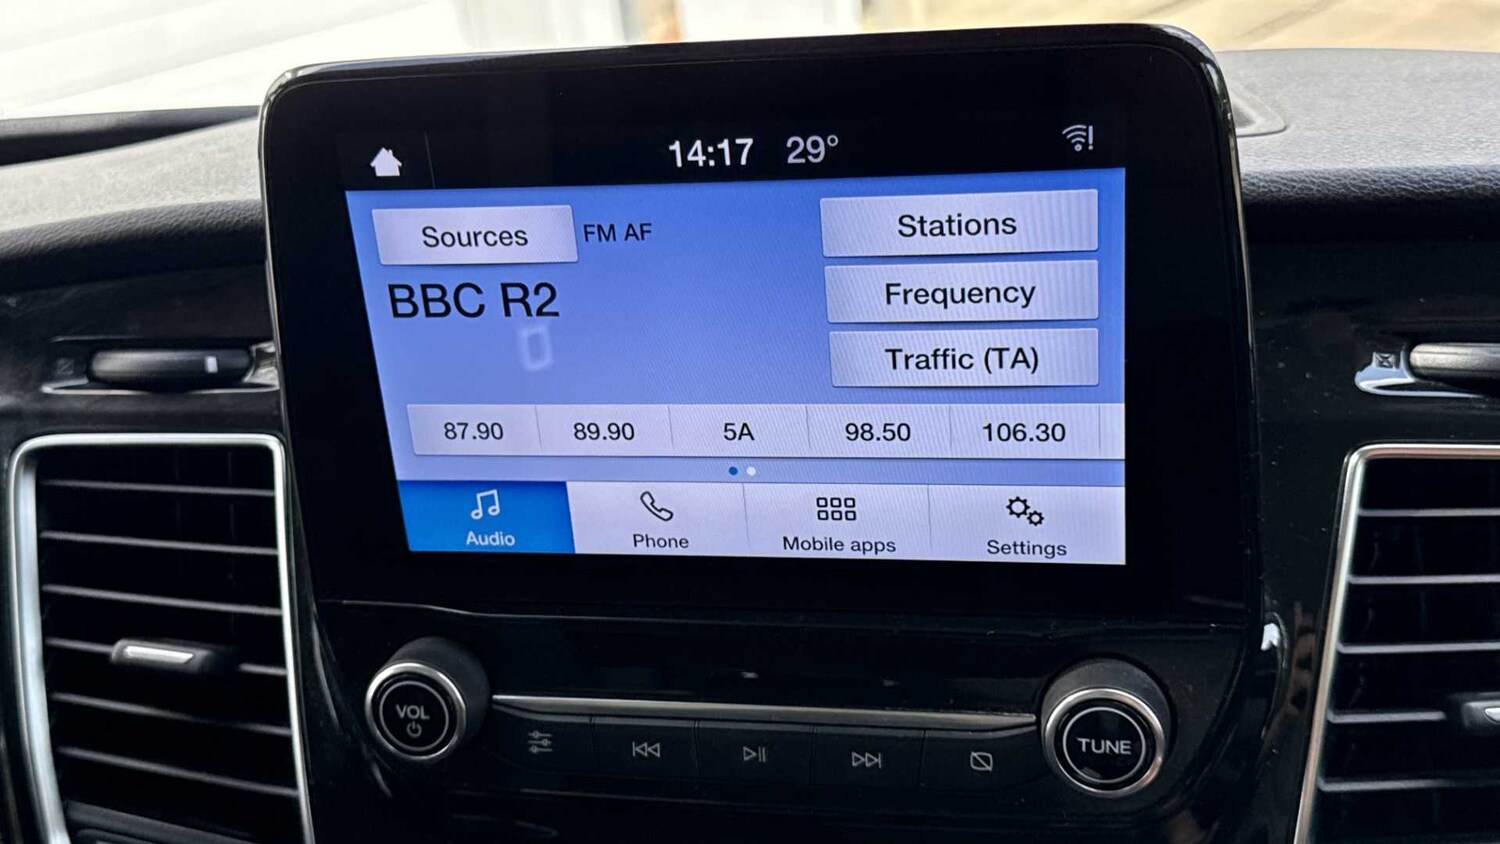 14:17 29°
Sources FM AF
Stations
BBC R2
Frequency
Traffic (TA)
87.90 89.90 5A 98.50 106.30
Audio Phone Mobile apps Settings
VOL
TUNE